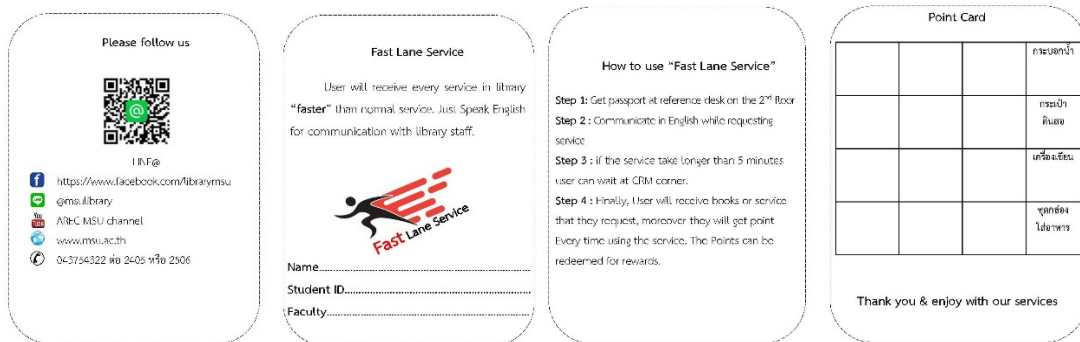 Please follow us
LINE@
https://www.facebook.com/librarymsu
@msulibrary
You Tube
AREC MSU channel
www.msu.ac.th
043754322 ต่อ 2405 หรือ 2506
Fast Lane Service
User will receive every service in library
“faster” than normal service. Just Speak English
for communication with library staff.
Fast Lane Service
Name
Student ID
Faculty
How to use “Fast Lane Service”
Step 1: Get passport at reference desk on the 2nd floor
Step 2 : Communicate in English while requesting
service
Step 3 : if the service take longer than 5 minutes
user can wait at CRM corner.
Step 4 : Finally, User will receive books or service
that they request, moreover they will get point
Every time using the service. The Points can be
redeemed for rewards.
Point Card
กระบอกน้ำ
กระเป๋า
ดินสอ
เครื่องเขียน
ชุดกล่อง
ใส่อาหาร
Thank you & enjoy with our services